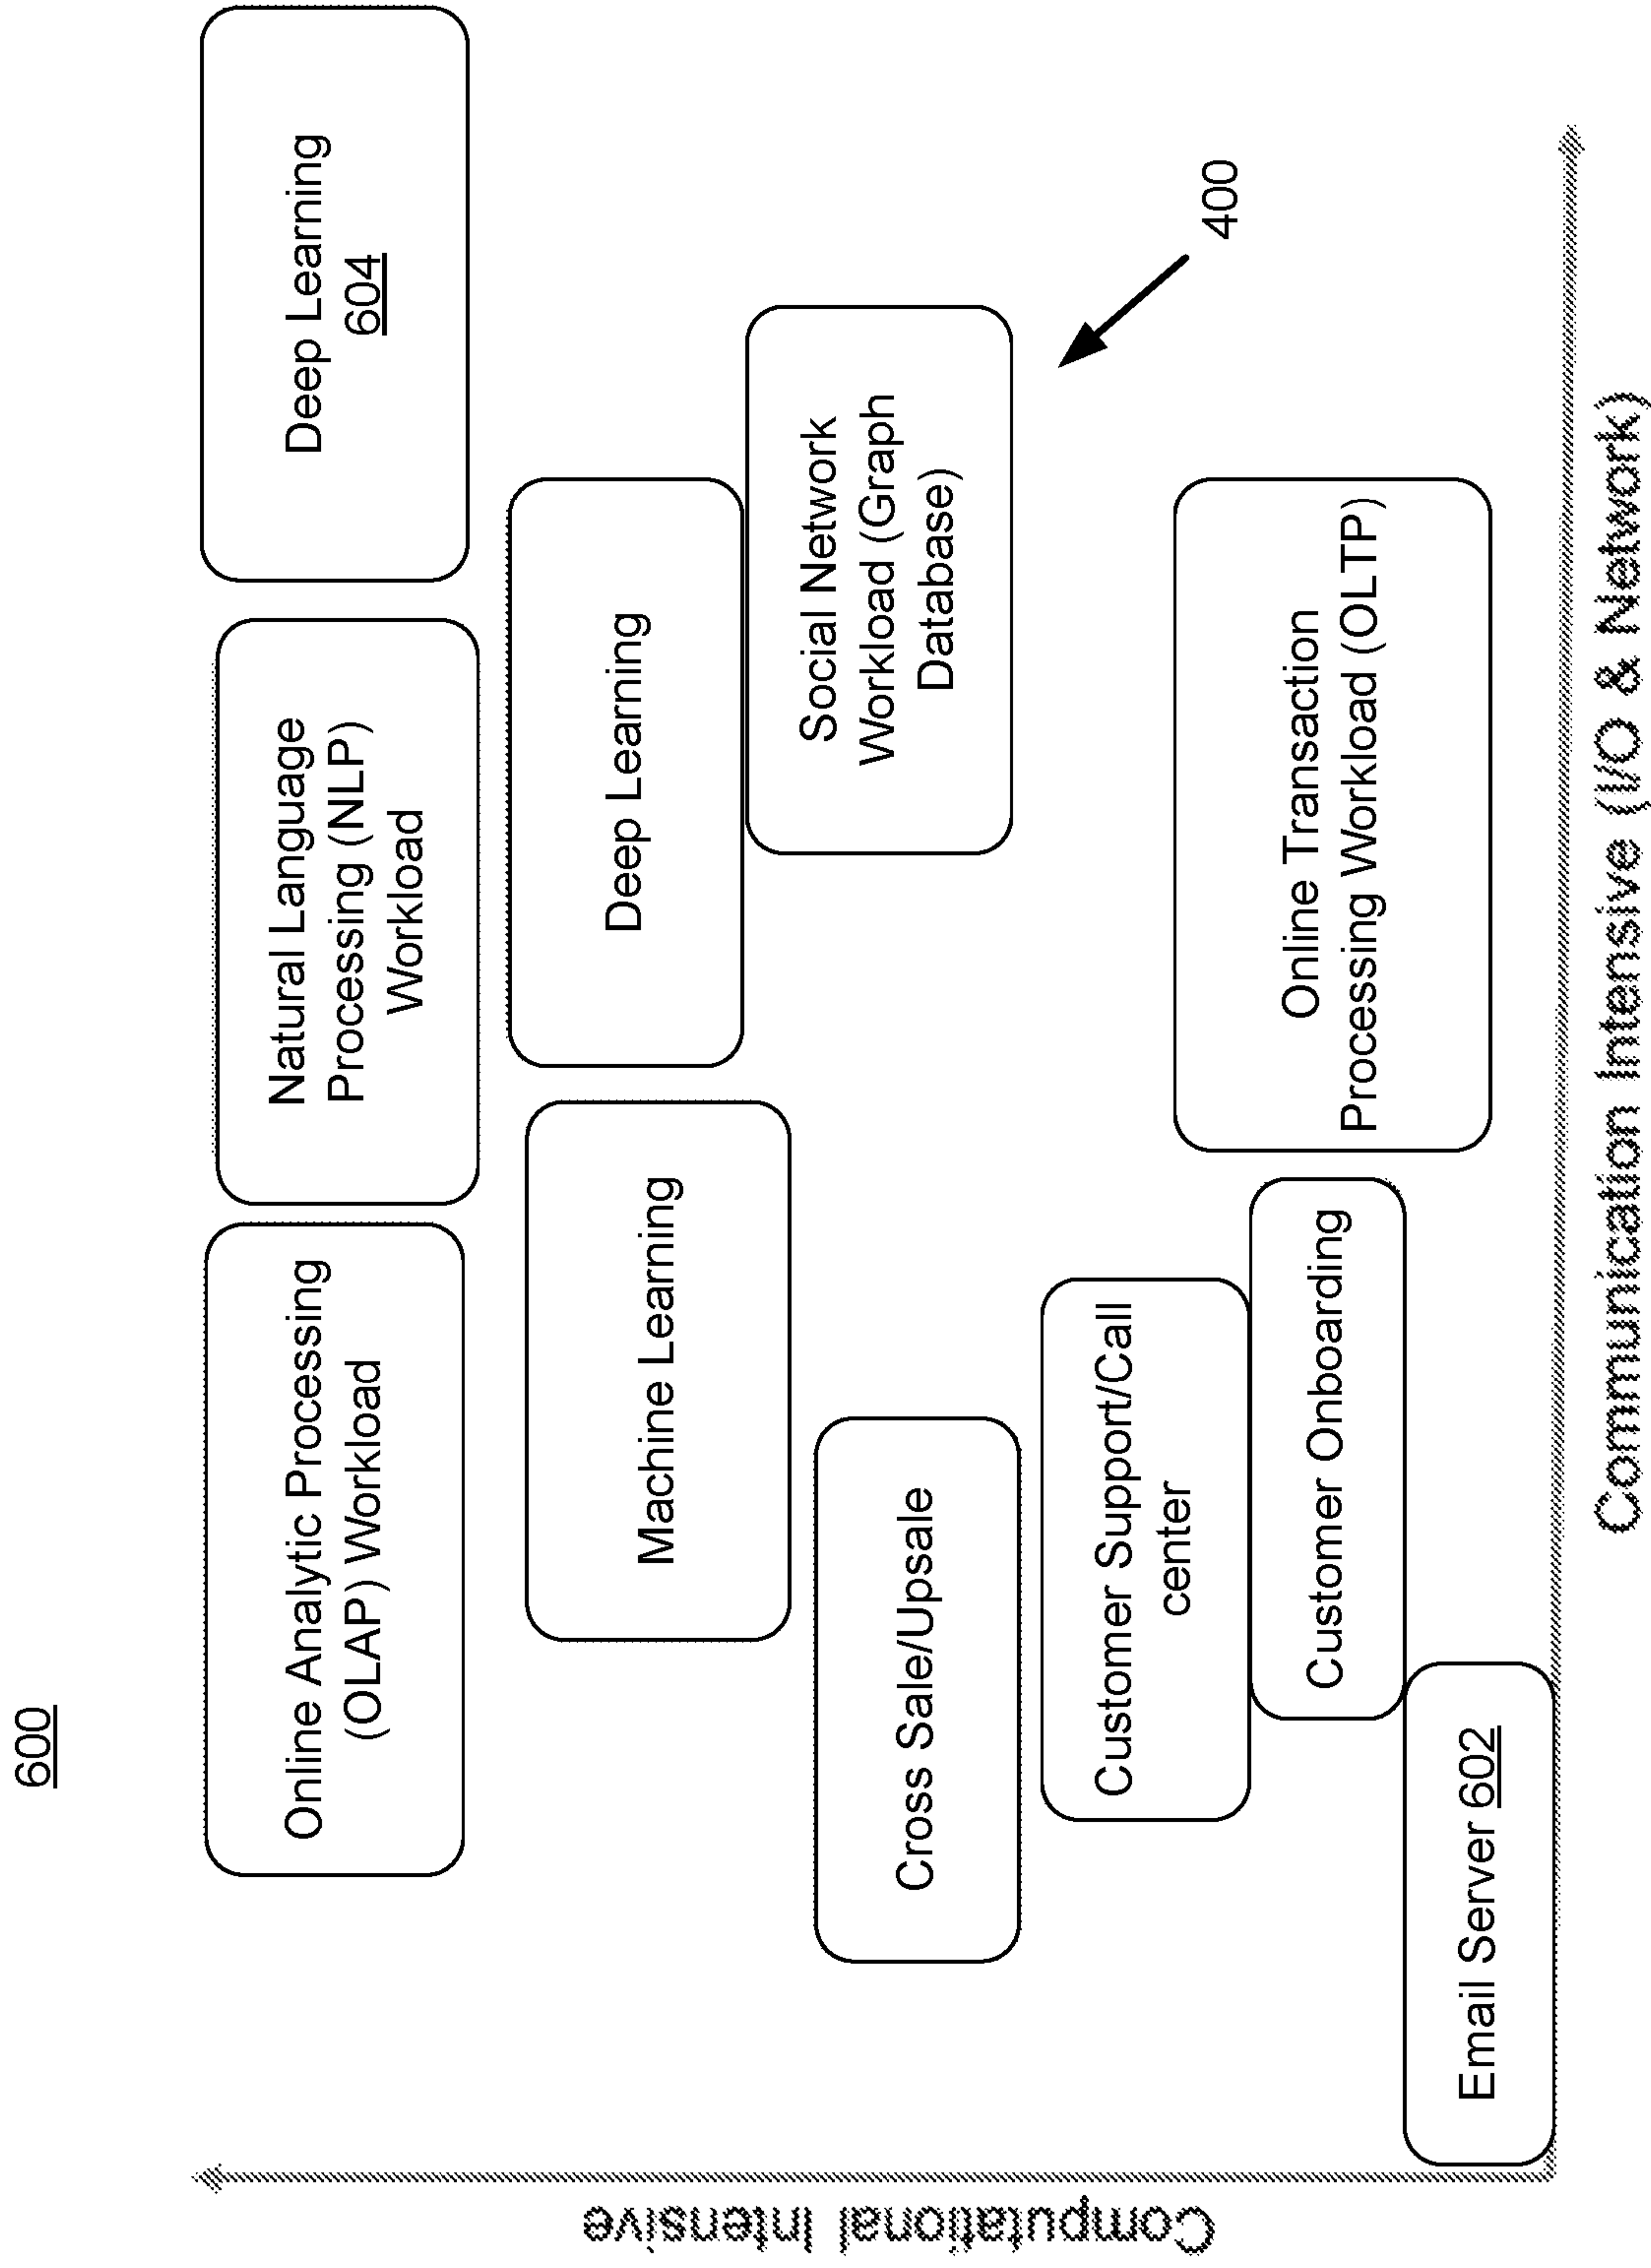 600
Online Analytic Processing
(OLAP) Workload
Natural Language
Processing (NLP)
Workload
Deep Learning
604
Machine Learning
Deep Learning
Cross Sale/Upsale
Social Network
Workload (Graph
Database)
400
Customer Support/Call
center
Customer Onboarding
Online Transaction
Processing Workload (OLTP)
Email Server 602
Computational Intensive
Communication Intensive (I/O & Network)